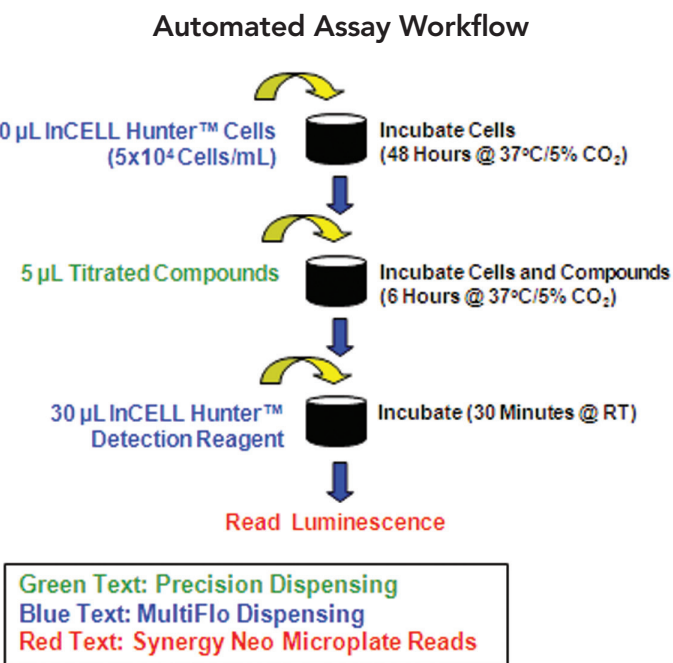 Automated Assay Workflow
0 µL InCELL Hunter™ Cells
(5x10⁴ Cells/mL)
Incubate Cells
(48 Hours @ 37ºC/5% CO₂)
5 µL Titrated Compounds
Incubate Cells and Compounds
(6 Hours @ 37ºC/5% CO₂)
30 µL InCELL Hunter™
Detection Reagent
Incubate (30 Minutes @ RT)
Read Luminescence
Green Text: Precision Dispensing
Blue Text: MultiFlo Dispensing
Red Text: Synergy Neo Microplate Reads